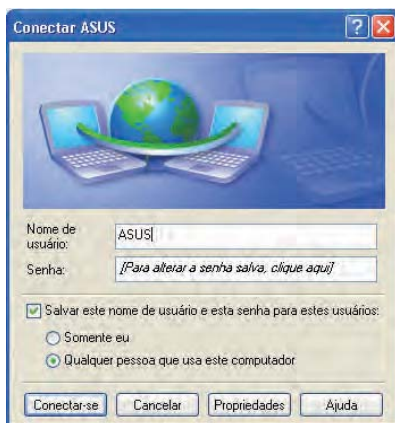 Conectar ASUS
Nome de
usuário:
ASUS
Senha:
[Para alterar a senha salva, clique aqui]
Salvar este nome de usuário e esta senha para estes usuários:
Somente eu
Qualquer pessoa que usa este computador
Conectar-se Cancelar Propriedades Ajuda